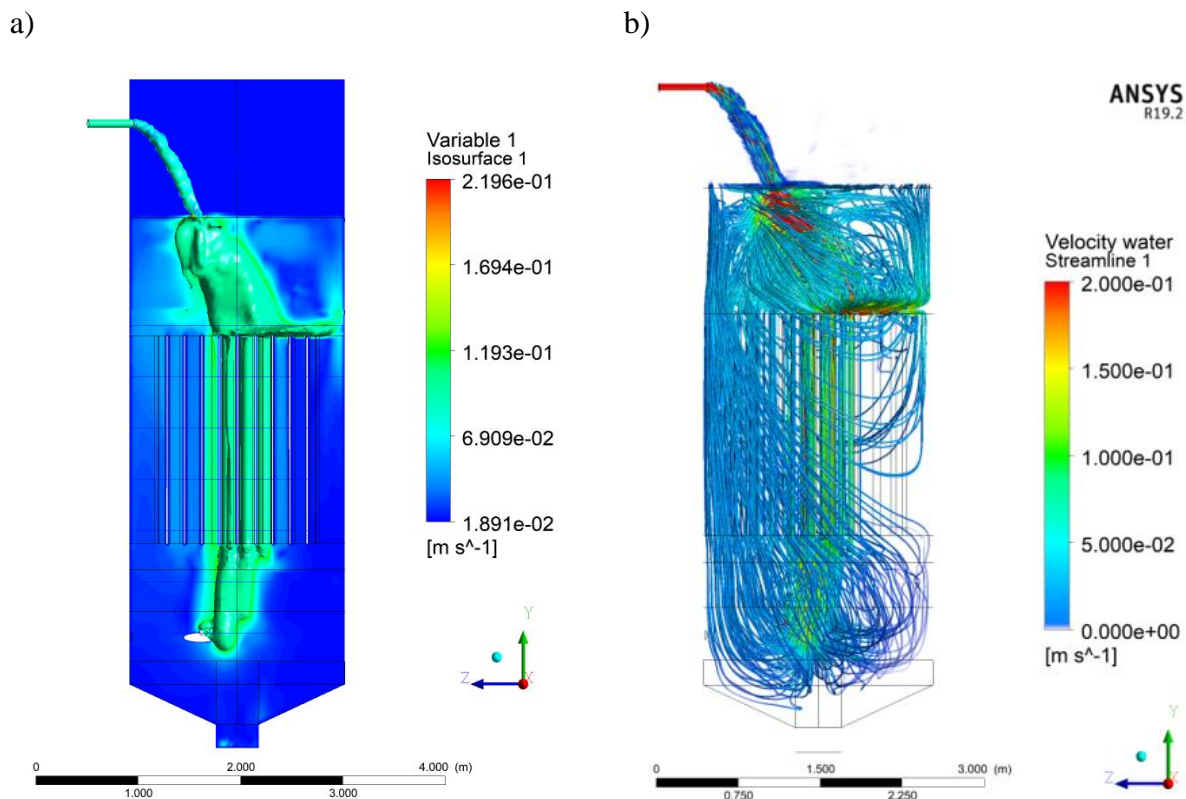 a)
b)
Variable 1
Isosurface 1
2.196e-01
1.694e-01
1.193e-01
6.909e-02
1.891e-02
[m s^-1]
Y
Z
X
0
2.000
4.000
(m)
1.000
3.000
ANSYS
R19.2
Velocity water
Streamline 1
2.000e-01
1.500e-01
1.000e-01
5.000e-02
0.000e+00
[m s^-1]
Y
Z
X
0
1.500
3.000
(m)
0.750
2.250